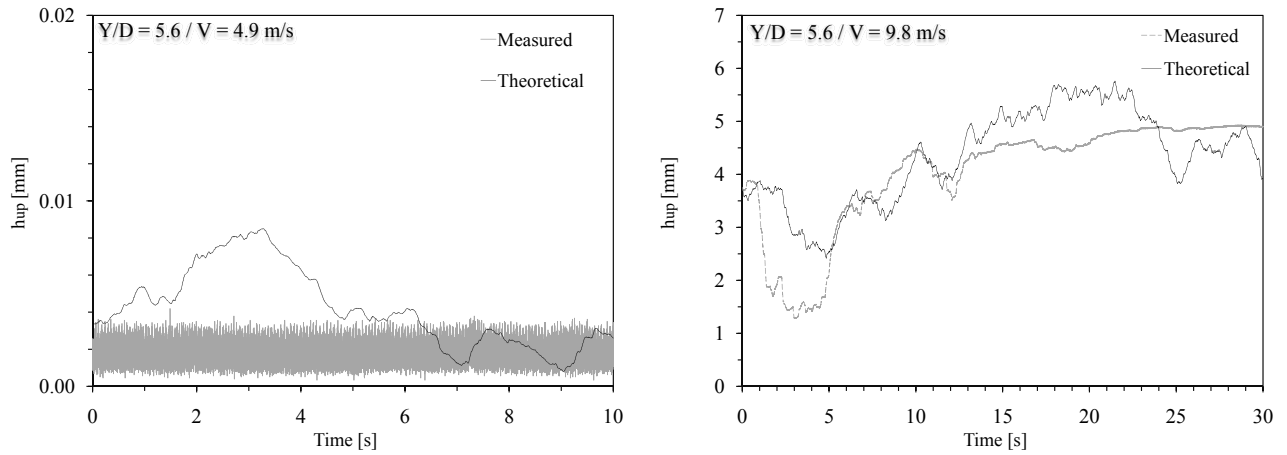 Y/D = 5.6 / V = 4.9 m/s
Measured
Theoretical
hup [mm]
0.02
0.01
0.00
0 2 4 6 8 10
Time [s]
Y/D = 5.6 / V = 9.8 m/s
Measured
Theoretical
hup [mm]
7
6
5
4
3
2
1
0
0 5 10 15 20 25 30
Time [s]